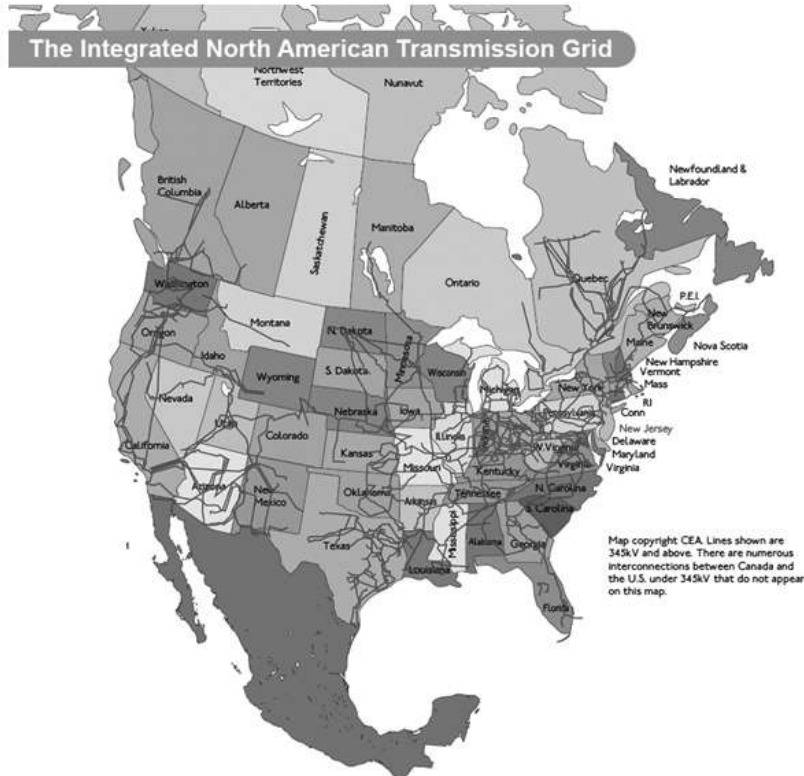 The Integrated North American Transmission Grid
Northwest
Territories
Nunavut
Newfoundland &
Labrador
British
Columbia
Alberta
Saskatchewan
Manitoba
Ontario
Quebec
P.E.I.
New
Brunswick
Nova Scotia
Maine
New Hampshire
Vermont
Mass
RI
Conn
New Jersey
Delaware
Maryland
Virginia
Washington
Oregon
Idaho
Montana
N. Dakota
S. Dakota
Minnesota
Wisconsin
Michigan
New York
Pennsylvania
Wyoming
Nebraska
Iowa
Illinois
Indiana
W.Virginia
Virginia
Nevada
Utah
Colorado
Kansas
Missouri
Kentucky
California
Arizona
New
Mexico
Oklahoma
Arkansas
Tennessee
N. Carolina
S. Carolina
Texas
Louisiana
Mississippi
Alabama
Georgia
Florida
Map copyright CEA. Lines shown are
345kV and above. There are numerous
interconnections between Canada and
the U.S. under 345kV that do not appear
on this map.